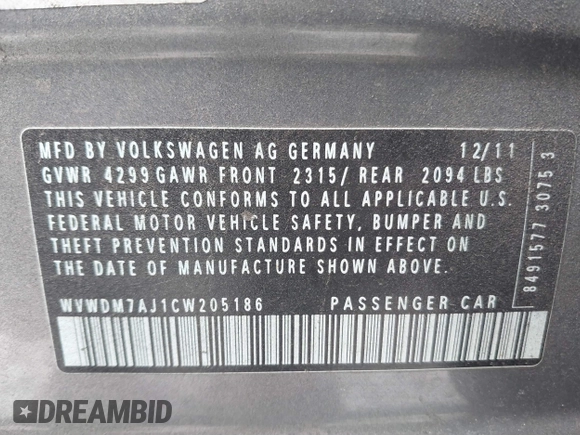 MFD BY VOLKSWAGEN AG GERMANY 12/11
GVWR 4299 GAWR FRONT 2315/ REAR 2094 LBS
THIS VEHICLE CONFORMS TO ALL APPLICABLE U.S.
FEDERAL MOTOR VEHICLE SAFETY, BUMPER AND
THEFT PREVENTION STANDARDS IN EFFECT ON
THE DATE OF MANUFACTURE SHOWN ABOVE.
WVWDM7AJ1CW205186 PASSENGER CAR
8491577 3075 3
DREAMBID